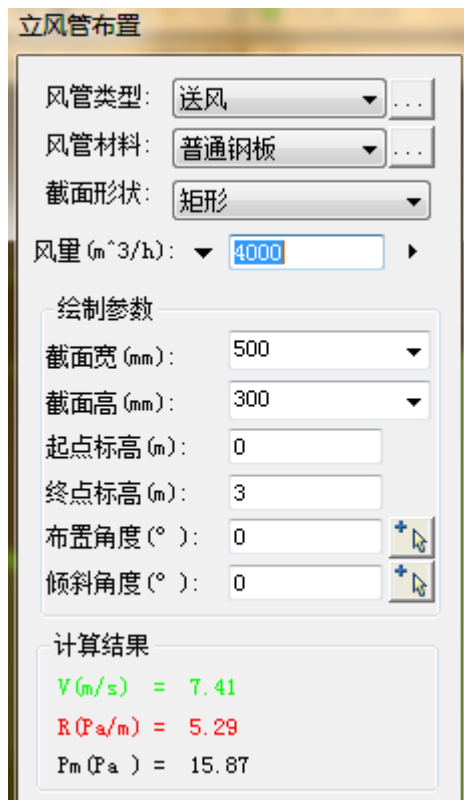 立风管布置
风管类型: 送风 ...
风管材料: 普通钢板 ...
截面形状: 矩形
风量(m^3/h): 4000
绘制参数
截面宽(mm): 500
截面高(mm): 300
起点标高(m): 0
终点标高(m): 3
布置角度(° ): 0
倾斜角度(° ): 0
计算结果
V(m/s) = 7.41
R(Pa/m) = 5.29
Pm(Pa ) = 15.87